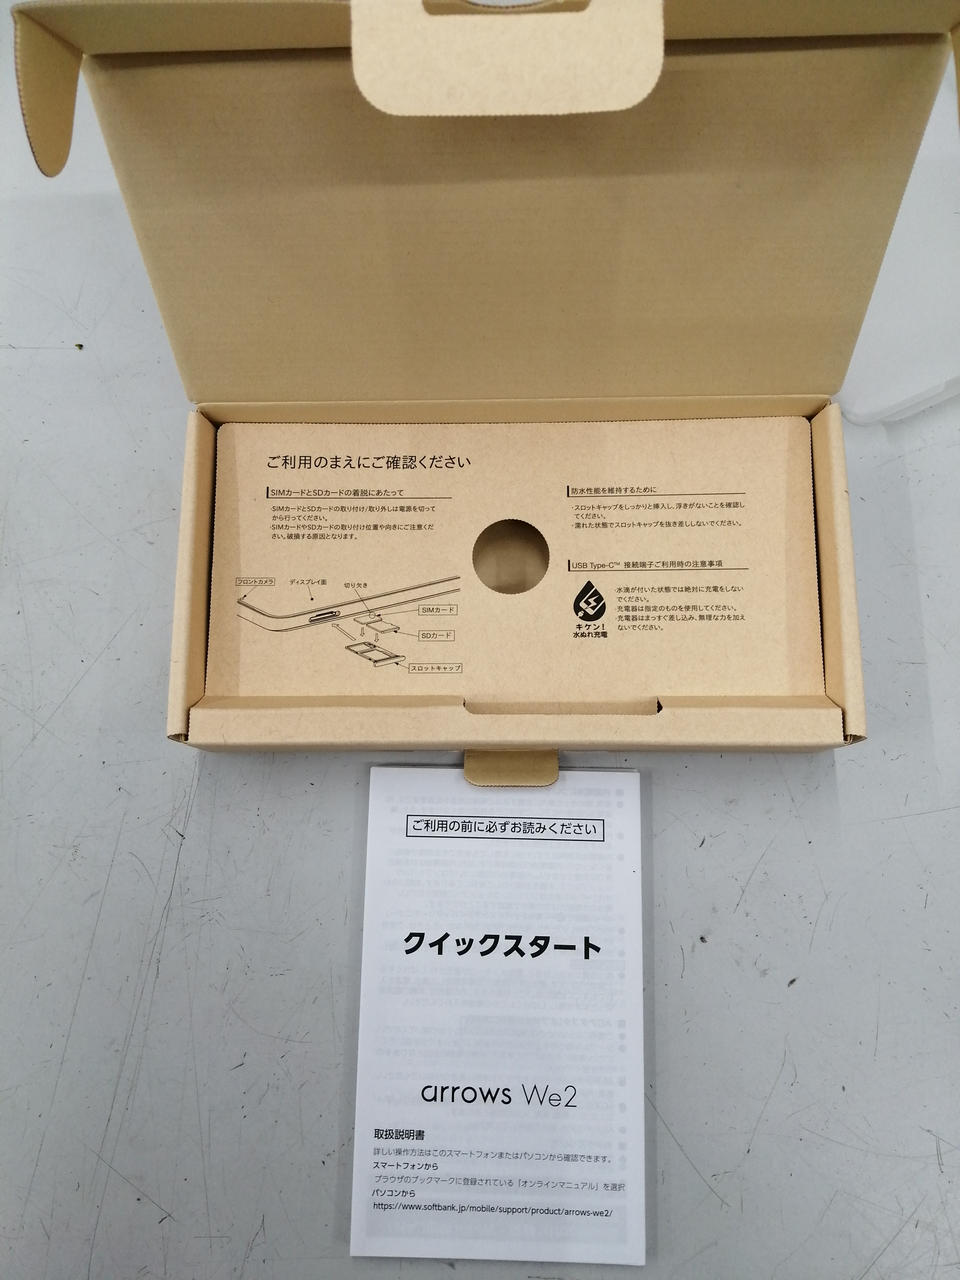 ご利用のまえにご確認ください
SIMカードとSDカードの着脱にあたって
・SIMカードとSDカードの取り付け/取り外しは電源を切って
から行ってください。
・SIMカードやSDカードの取り付け位置や向きにご注意くだ
さい。破損する原因となります。
フロントカメラ
ディスプレイ面
切り欠き
SIMカード
SDカード
スロットキャップ
防水性能を維持するために
・スロットキャップをしっかりと挿入し、浮きがないことを確認し
てください。
・濡れた状態でスロットキャップを抜き差ししないでください。
USB Type-C™ 接続端子ご利用時の注意事項
キケン!
水ぬれ充電
・水滴が付いた状態では絶対に充電をしない
でください。
・充電器は指定のものを使用してください。
・充電器はまっすぐ差し込み、無理な力を加え
ないでください。
ご利用の前に必ずお読みください
クイックスタート
arrows We2
取扱説明書
詳しい操作方法はこのスマートフォンまたはパソコンから確認できます。
スマートフォンから
ブラウザのブックマークに登録されている「オンラインマニュアル」を選択
パソコンから
https://www.softbank.jp/mobile/support/product/arrows-we2/